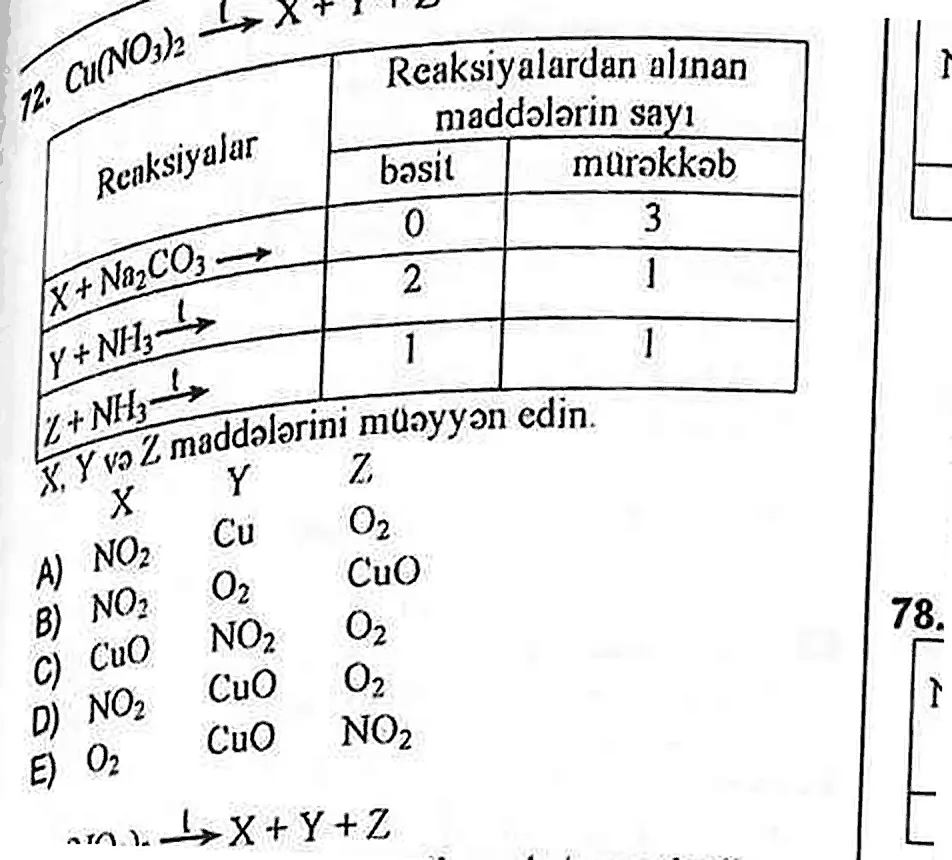 72. Cu(NO₃)₂ —t→ X + Y + Z
Reaksiyalar
Reaksiyalardan alınan
maddələrin sayı
bəsit mürəkkəb
X + Na₂CO₃ ⟶ 0 3
Y + NH₃ —t→ 2 1
Z + NH₃ —t→ 1 1
X, Y və Z maddələrini müəyyən edin.
X Y Z
A) NO₂ Cu O₂
B) NO₂ O₂ CuO
C) CuO NO₂ O₂
D) NO₂ CuO O₂
E) O₂ CuO NO₂
—t→ X + Y + Z
78.